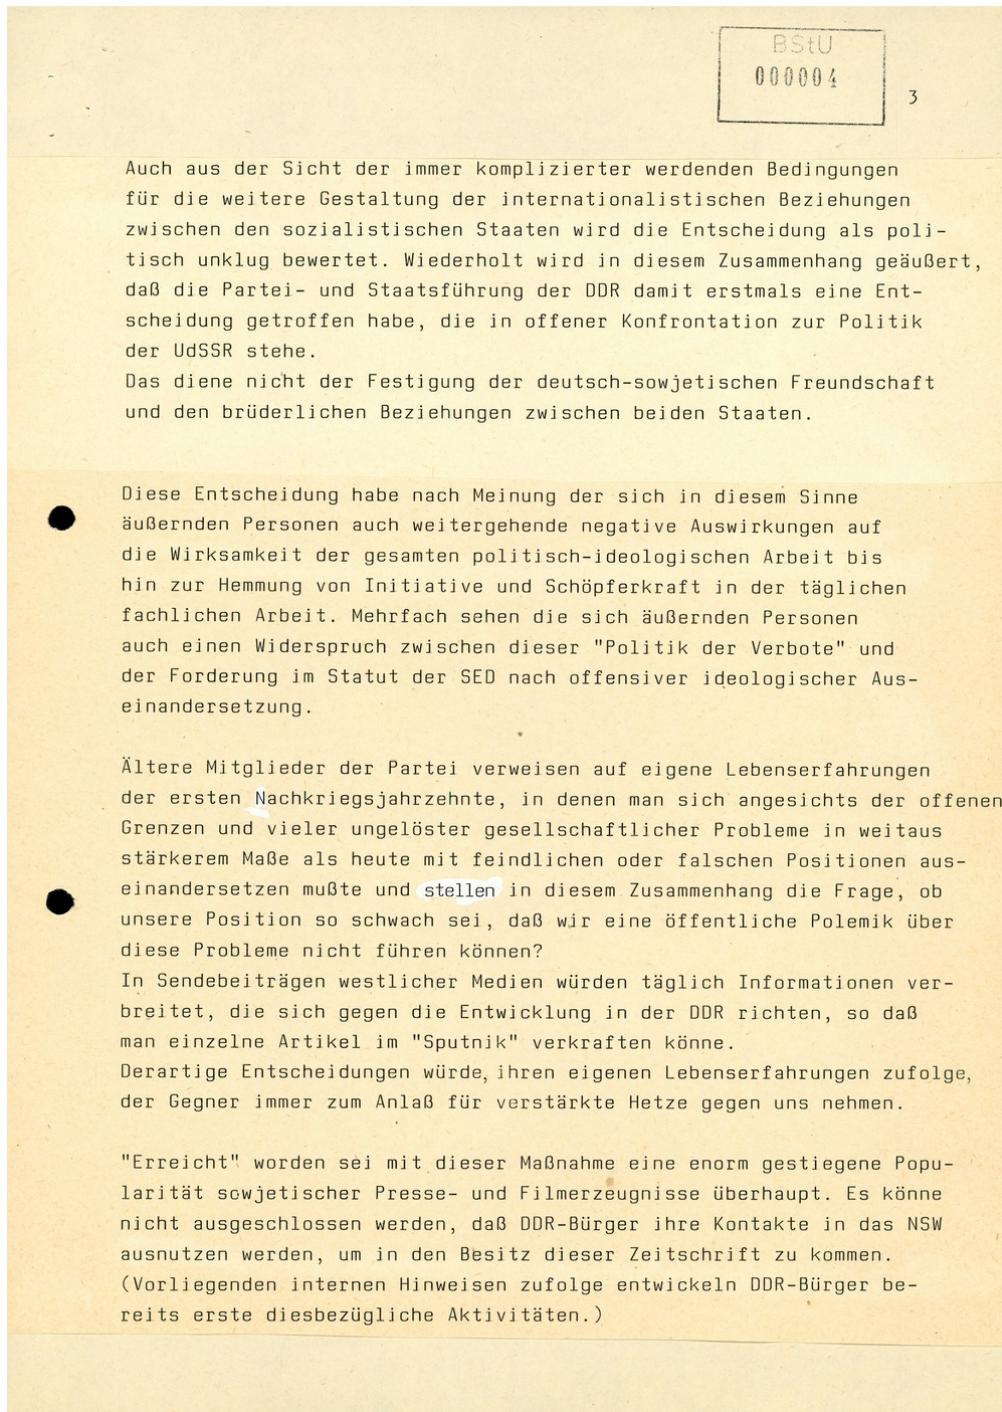 BStU
000004
3
Auch aus der Sicht der immer komplizierter werdenden Bedingungen
für die weitere Gestaltung der internationalistischen Beziehungen
zwischen den sozialistischen Staaten wird die Entscheidung als poli-
tisch unklug bewertet. Wiederholt wird in diesem Zusammenhang geäußert,
daß die Partei- und Staatsführung der DDR damit erstmals eine Ent-
scheidung getroffen habe, die in offener Konfrontation zur Politik
der UdSSR stehe.
Das diene nicht der Festigung der deutsch-sowjetischen Freundschaft
und den brüderlichen Beziehungen zwischen beiden Staaten.
Diese Entscheidung habe nach Meinung der sich in diesem Sinne
äußernden Personen auch weitergehende negative Auswirkungen auf
die Wirksamkeit der gesamten politisch-ideologischen Arbeit bis
hin zur Hemmung von Initiative und Schöpferkraft in der täglichen
fachlichen Arbeit. Mehrfach sehen die sich äußernden Personen
auch einen Widerspruch zwischen dieser "Politik der Verbote" und
der Forderung im Statut der SED nach offensiver ideologischer Aus-
einandersetzung.
Ältere Mitglieder der Partei verweisen auf eigene Lebenserfahrungen
der ersten Nachkriegsjahrzehnte, in denen man sich angesichts der offenen
Grenzen und vieler ungelöster gesellschaftlicher Probleme in weitaus
stärkerem Maße als heute mit feindlichen oder falschen Positionen aus-
einandersetzen mußte und stellen in diesem Zusammenhang die Frage, ob
unsere Position so schwach sei, daß wir eine öffentliche Polemik über
diese Probleme nicht führen können?
In Sendebeiträgen westlicher Medien würden täglich Informationen ver-
breitet, die sich gegen die Entwicklung in der DDR richten, so daß
man einzelne Artikel im "Sputnik" verkraften könne.
Derartige Entscheidungen würde, ihren eigenen Lebenserfahrungen zufolge,
der Gegner immer zum Anlaß für verstärkte Hetze gegen uns nehmen.
"Erreicht" worden sei mit dieser Maßnahme eine enorm gestiegene Popu-
larität sowjetischer Presse- und Filmerzeugnisse überhaupt. Es könne
nicht ausgeschlossen werden, daß DDR-Bürger ihre Kontakte in das NSW
ausnutzen werden, um in den Besitz dieser Zeitschrift zu kommen.
(Vorliegenden internen Hinweisen zufolge entwickeln DDR-Bürger be-
reits erste diesbezügliche Aktivitäten.)